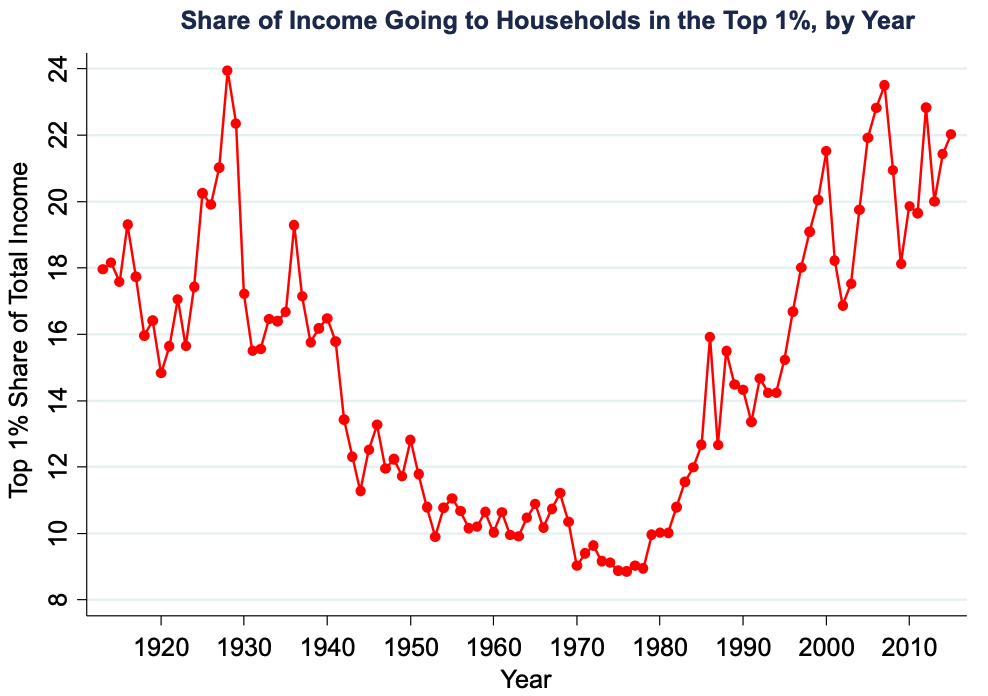 Share of Income Going to Households in the Top 1%, by Year
Top 1% Share of Total Income
24
22
20
18
16
14
12
10
8
1920 1930 1940 1950 1960 1970 1980 1990 2000 2010
Year